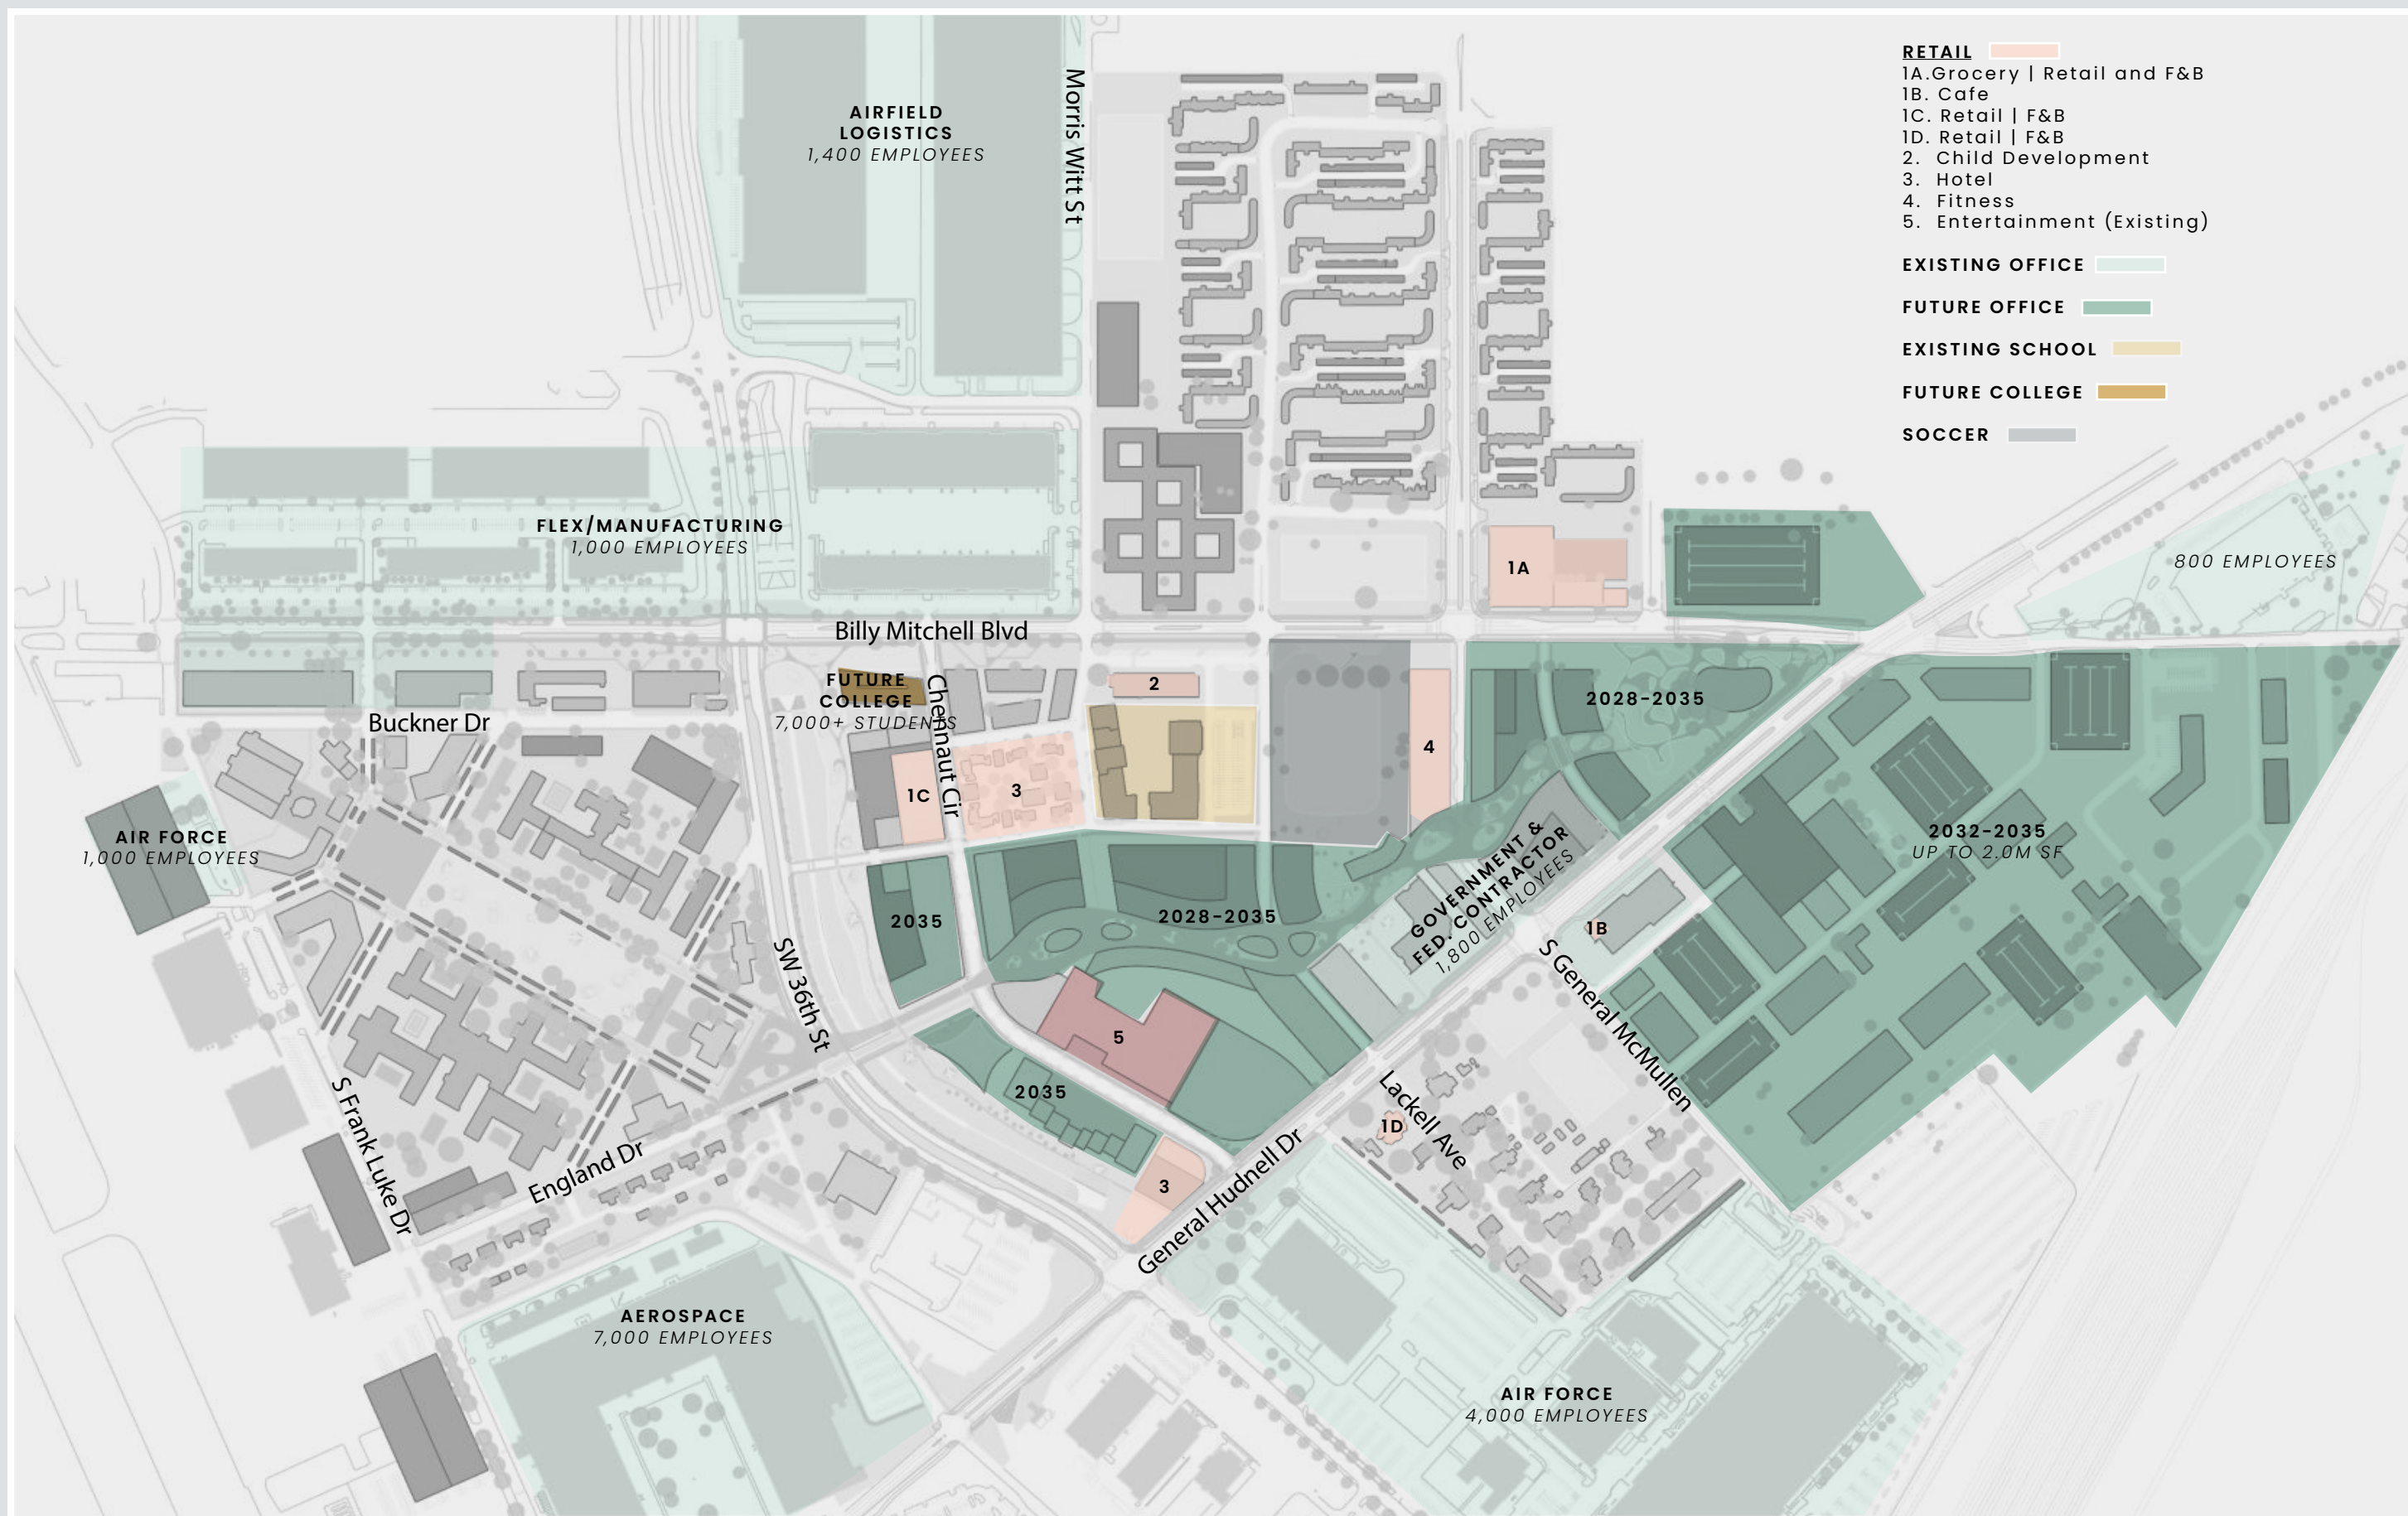 RETAIL
1A.Grocery | Retail and F&B
1B. Cafe
1C. Retail | F&B
1D. Retail | F&B
2. Child Development
3. Hotel
4. Fitness
5. Entertainment (Existing)
EXISTING OFFICE
FUTURE OFFICE
EXISTING SCHOOL
FUTURE COLLEGE
SOCCER
AIRFIELD
LOGISTICS
1,400 EMPLOYEES
Morris Witt St
FLEX/MANUFACTURING
1,000 EMPLOYEES
1A
800 EMPLOYEES
Billy Mitchell Blvd
FUTURE
COLLEGE
7,000+ STUDENTS
Chennaut Cir
2
2028-2035
Buckner Dr
4
1C
3
AIR FORCE
1,000 EMPLOYEES
2032-2035
UP TO 2.0M SF
GOVERNMENT &
FED. CONTRACTOR
1,800 EMPLOYEES
2035
2028-2035
1B
SW 36th St
S General McMullen
5
2035
Lackell Ave
1D
S Frank Luke Dr
England Dr
3
General Hudnell Dr
AEROSPACE
7,000 EMPLOYEES
AIR FORCE
4,000 EMPLOYEES